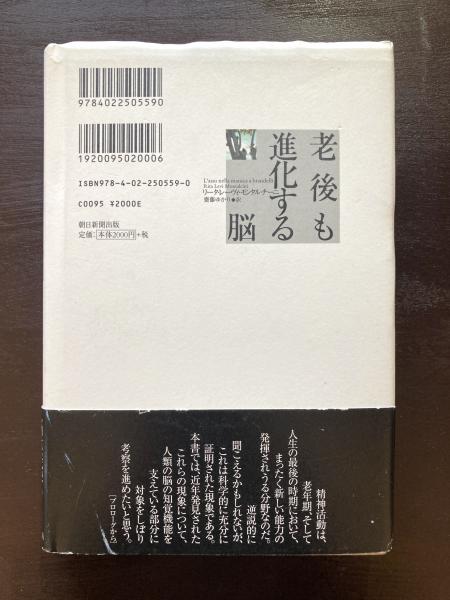 9784022505590
1920095020006
ISBN978-4-02-250559-0
C0095 ¥2000E
朝日新聞出版
定価：本体2000円＋税
老後も
進化する
脳
L'asso nella manica a brandelli
Rita Levi Montalcini
リータ・レーヴィ・モンタルチーニ
齋藤ゆかり◆訳
精神活動は、
老年期、そして
人生の最後の時期において、
まったく新しい能力の
発揮されうる分野なのだ。
逆説的に
聞こえるかもしれないが、
これは科学的に充分に
証明された現象である。
本書では、近年発見された
これらの現象について、
人類の脳の知覚機能を
支えている部分に
対象をしぼり
考察を進めたいと思う。
［プロローグから］